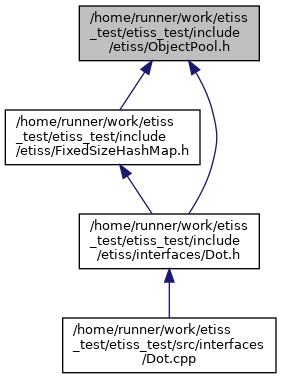 /home/runner/work/etiss
_test/etiss_test/include
/etiss/ObjectPool.h
/home/runner/work/etiss
_test/etiss_test/include
/etiss/FixedSizeHashMap.h
/home/runner/work/etiss
_test/etiss_test/include
/etiss/interfaces/Dot.h
/home/runner/work/etiss
_test/etiss_test/src/interfaces
/Dot.cpp